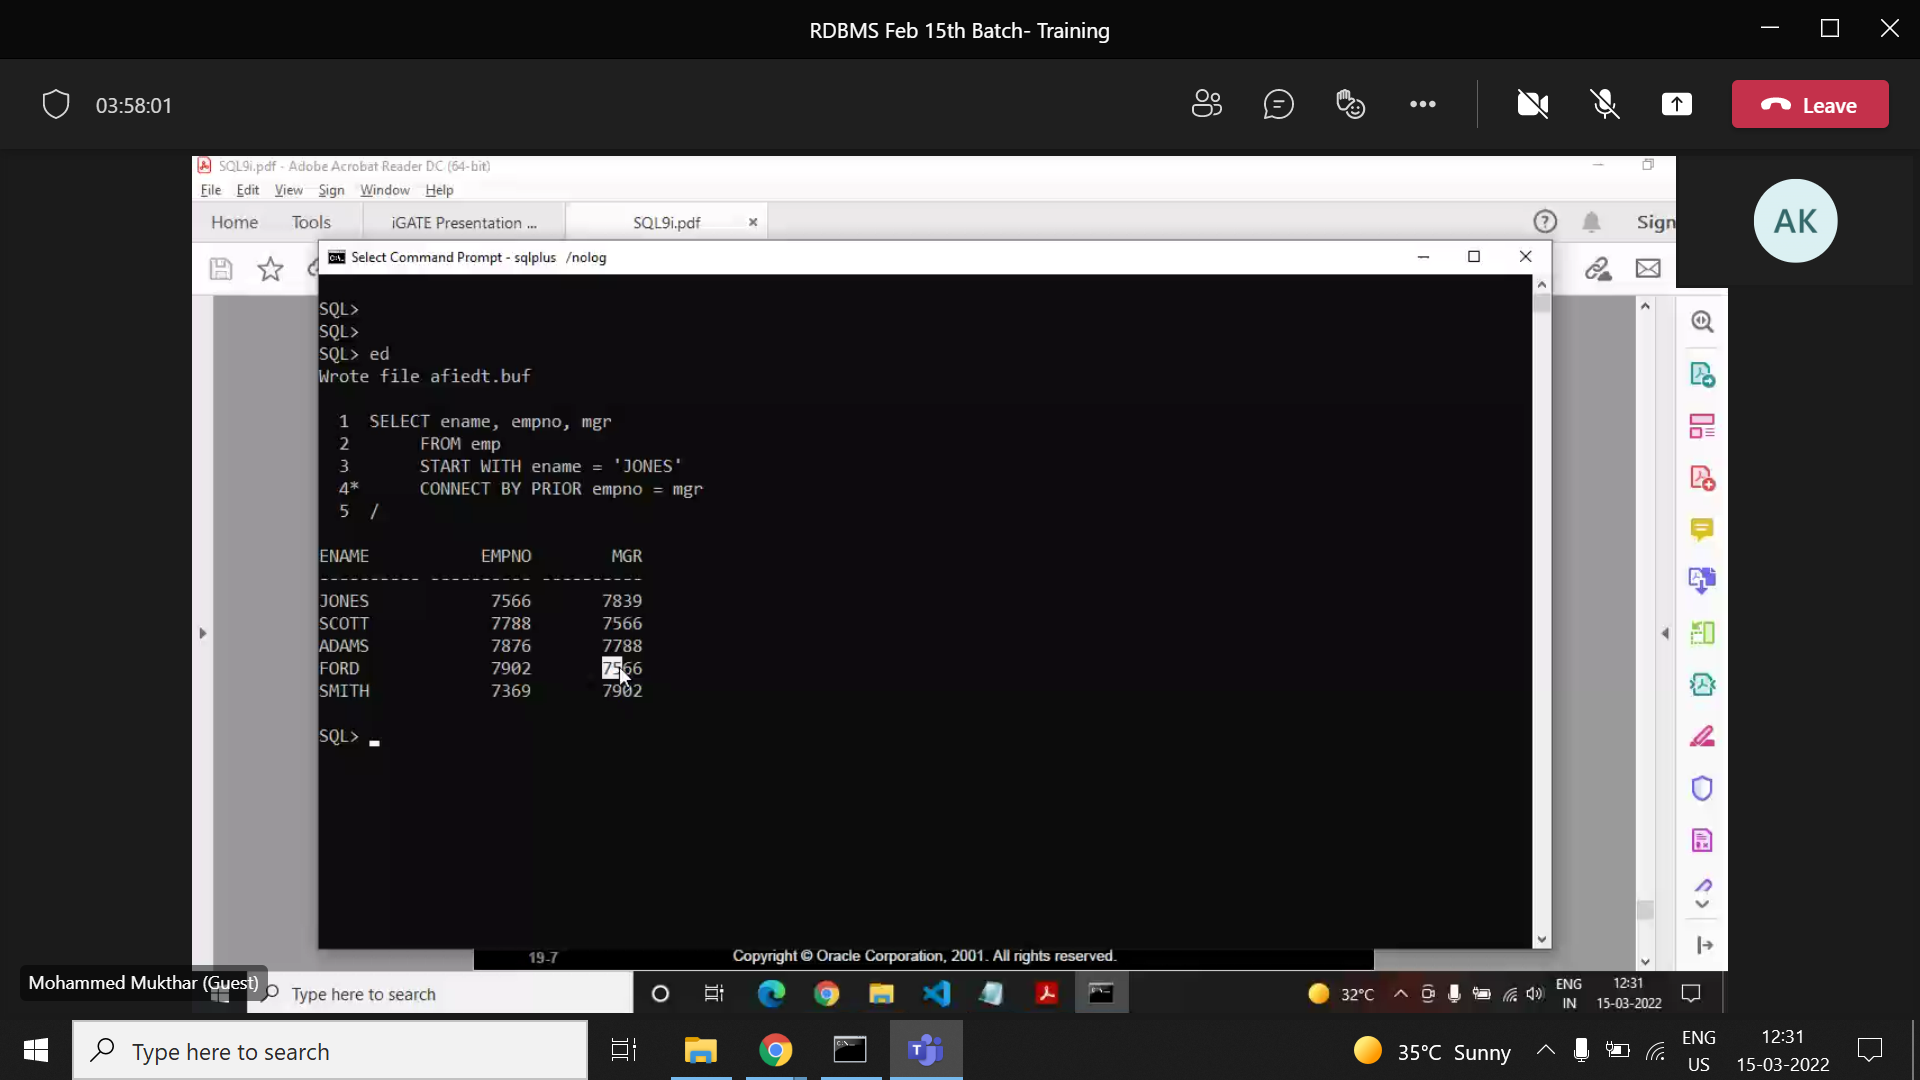 RDBMS Feb 15th Batch- Training
03:58:01
Leave
SQL9i.pdf - Adobe Acrobat Reader DC (64-bit)
File Edit View Sign Window Help
Home Tools iGATE Presentation ... SQL9i.pdf × Sign
AK
Select Command Prompt - sqlplus /nolog
SQL>
SQL>
SQL> ed
Wrote file afiedt.buf
1 SELECT ename, empno, mgr
2 FROM emp
3 START WITH ename = 'JONES'
4* CONNECT BY PRIOR empno = mgr
5 /
ENAME EMPNO MGR
---------- ---------- ----------
JONES 7566 7839
SCOTT 7788 7566
ADAMS 7876 7788
FORD 7902 7566
SMITH 7369 7902
SQL> _
19-7 Copyright © Oracle Corporation, 2001. All rights reserved.
Mohammed Mukthar (Guest)
Type here to search
32°C
ENG
IN
12:31
15-03-2022
Type here to search
35°C Sunny
ENG
US
12:31
15-03-2022